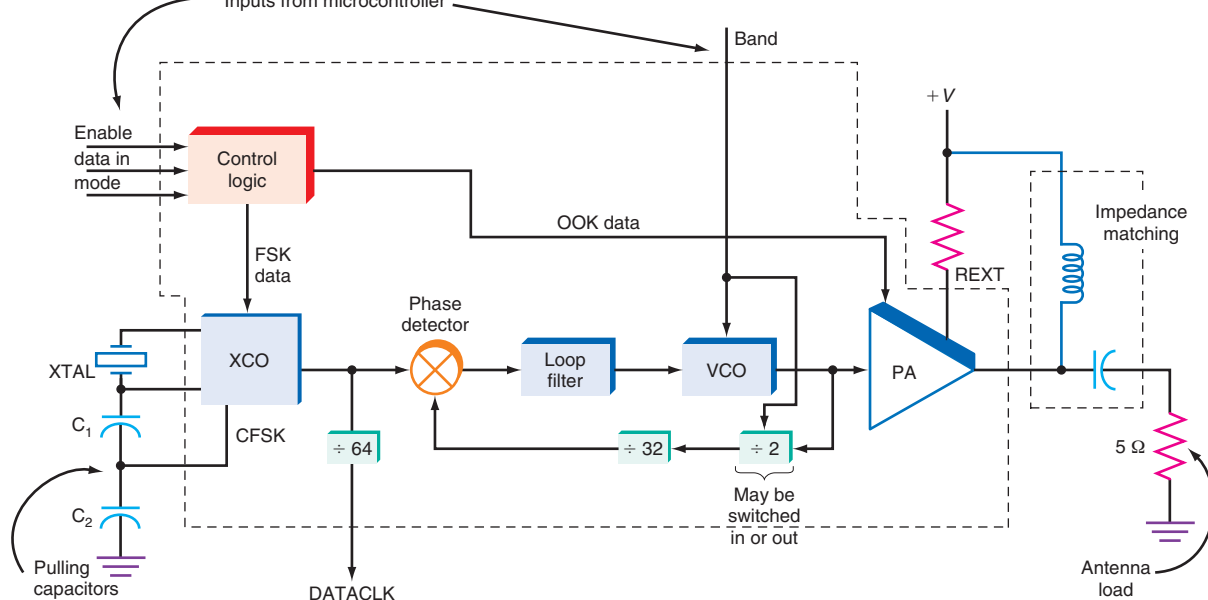 Inputs from microcontroller
Band
+V
Enable
data in
mode
Control
logic
Impedance
matching
OOK data
FSK
data
REXT
Phase
detector
XTAL
XCO
Loop
filter
VCO
PA
C1
CFSK
÷ 64
÷ 32
÷ 2
5 Ω
May be
switched
in or out
C2
Pulling
capacitors
DATACLK
Antenna
load